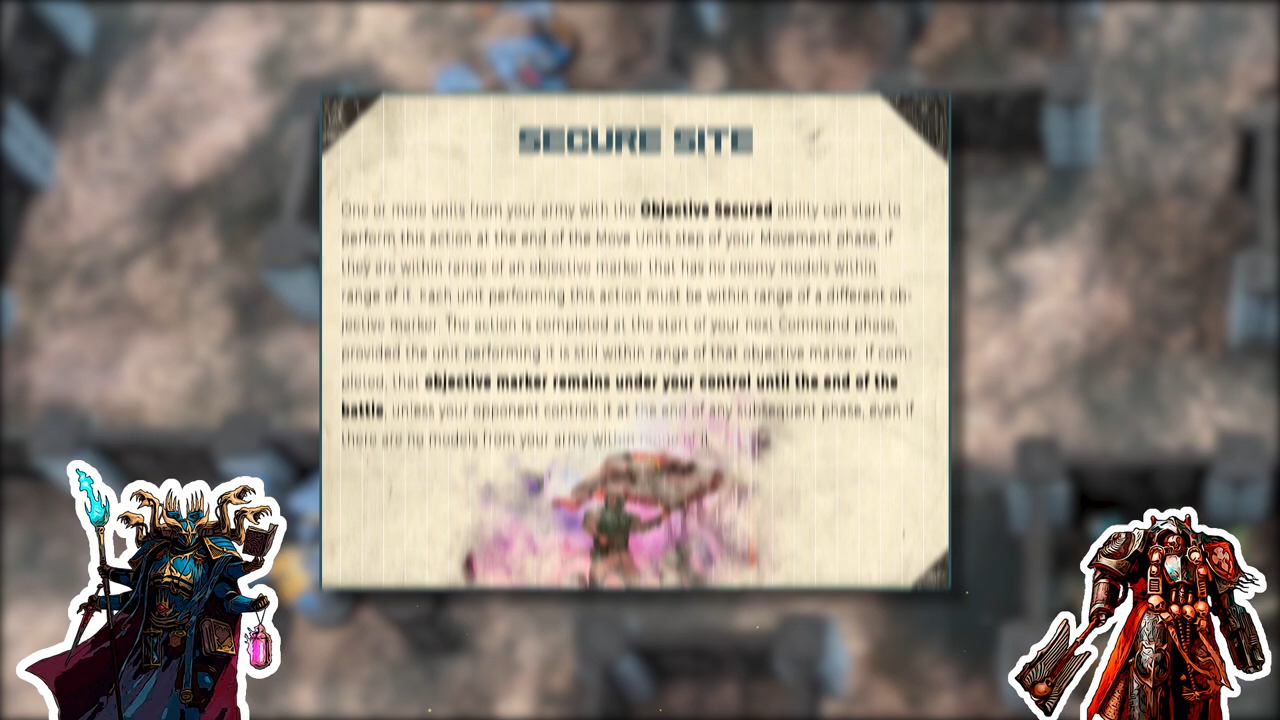 SECURE SITE
One or more units from your army with the Objective Secured ability can start to
perform this action at the end of the Move Units step of your Movement phase, if
they are within range of an objective marker that has no enemy models within
range of it. Each unit performing this action must be within range of a different ob-
jective marker. The action is completed at the start of your next Command phase,
provided the unit performing it is still within range of that objective marker. If com-
pleted, that objective marker remains under your control until the end of the
battle, unless your opponent controls it at the end of any subsequent phase, even if
there are no models from your army within range of it.